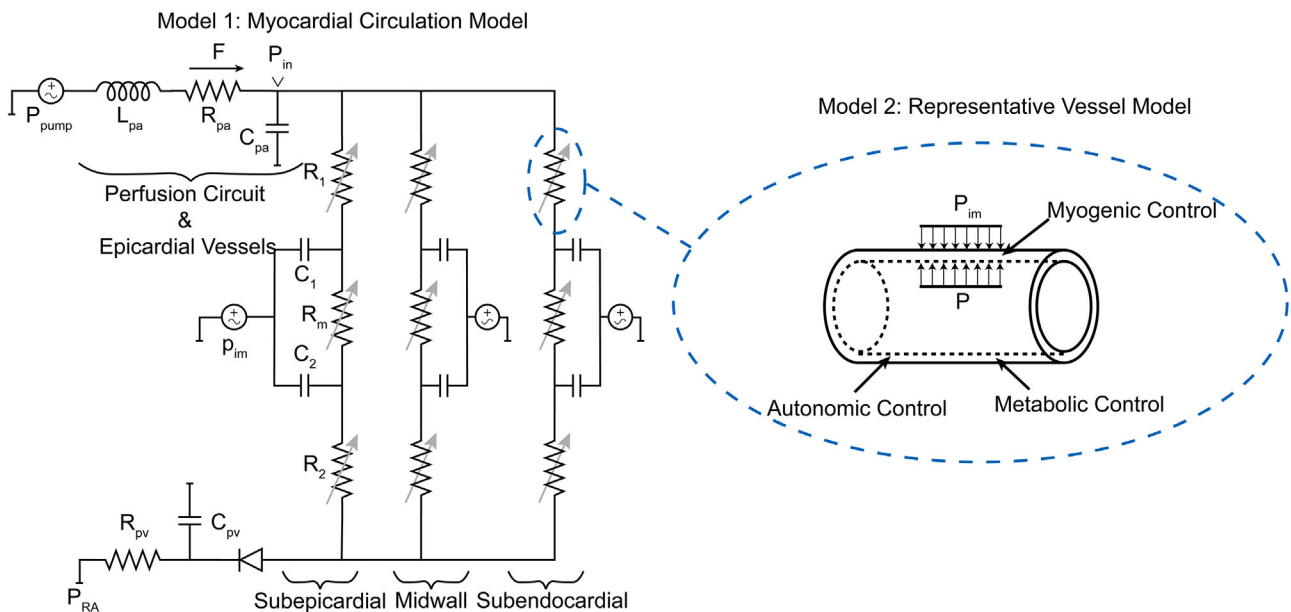 Model 1: Myocardial Circulation Model
F
P_in
P_pump
L_pa
R_pa
C_pa
Perfusion Circuit
&
Epicardial Vessels
R_1
C_1
R_m
p_im
C_2
R_2
R_pv
C_pv
P_RA
Subepicardial Midwall Subendocardial
Model 2: Representative Vessel Model
P_im
Myogenic Control
P
Autonomic Control
Metabolic Control